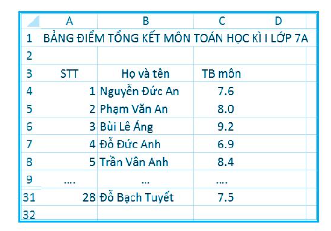 A B C D
1 BẢNG ĐIỂM TỔNG KẾT MÔN TOÁN HỌC KÌ I LỚP 7A
2
3 STT Họ và tên TB môn
4 1 Nguyễn Đức An 7.6
5 2 Phạm Văn An 8.0
6 3 Bùi Lê Áng 9.2
7 4 Đỗ Đức Anh 6.9
8 5 Trần Vân Anh 8.4
9 .... ... ....
31 28 Đỗ Bạch Tuyết 7.5
32